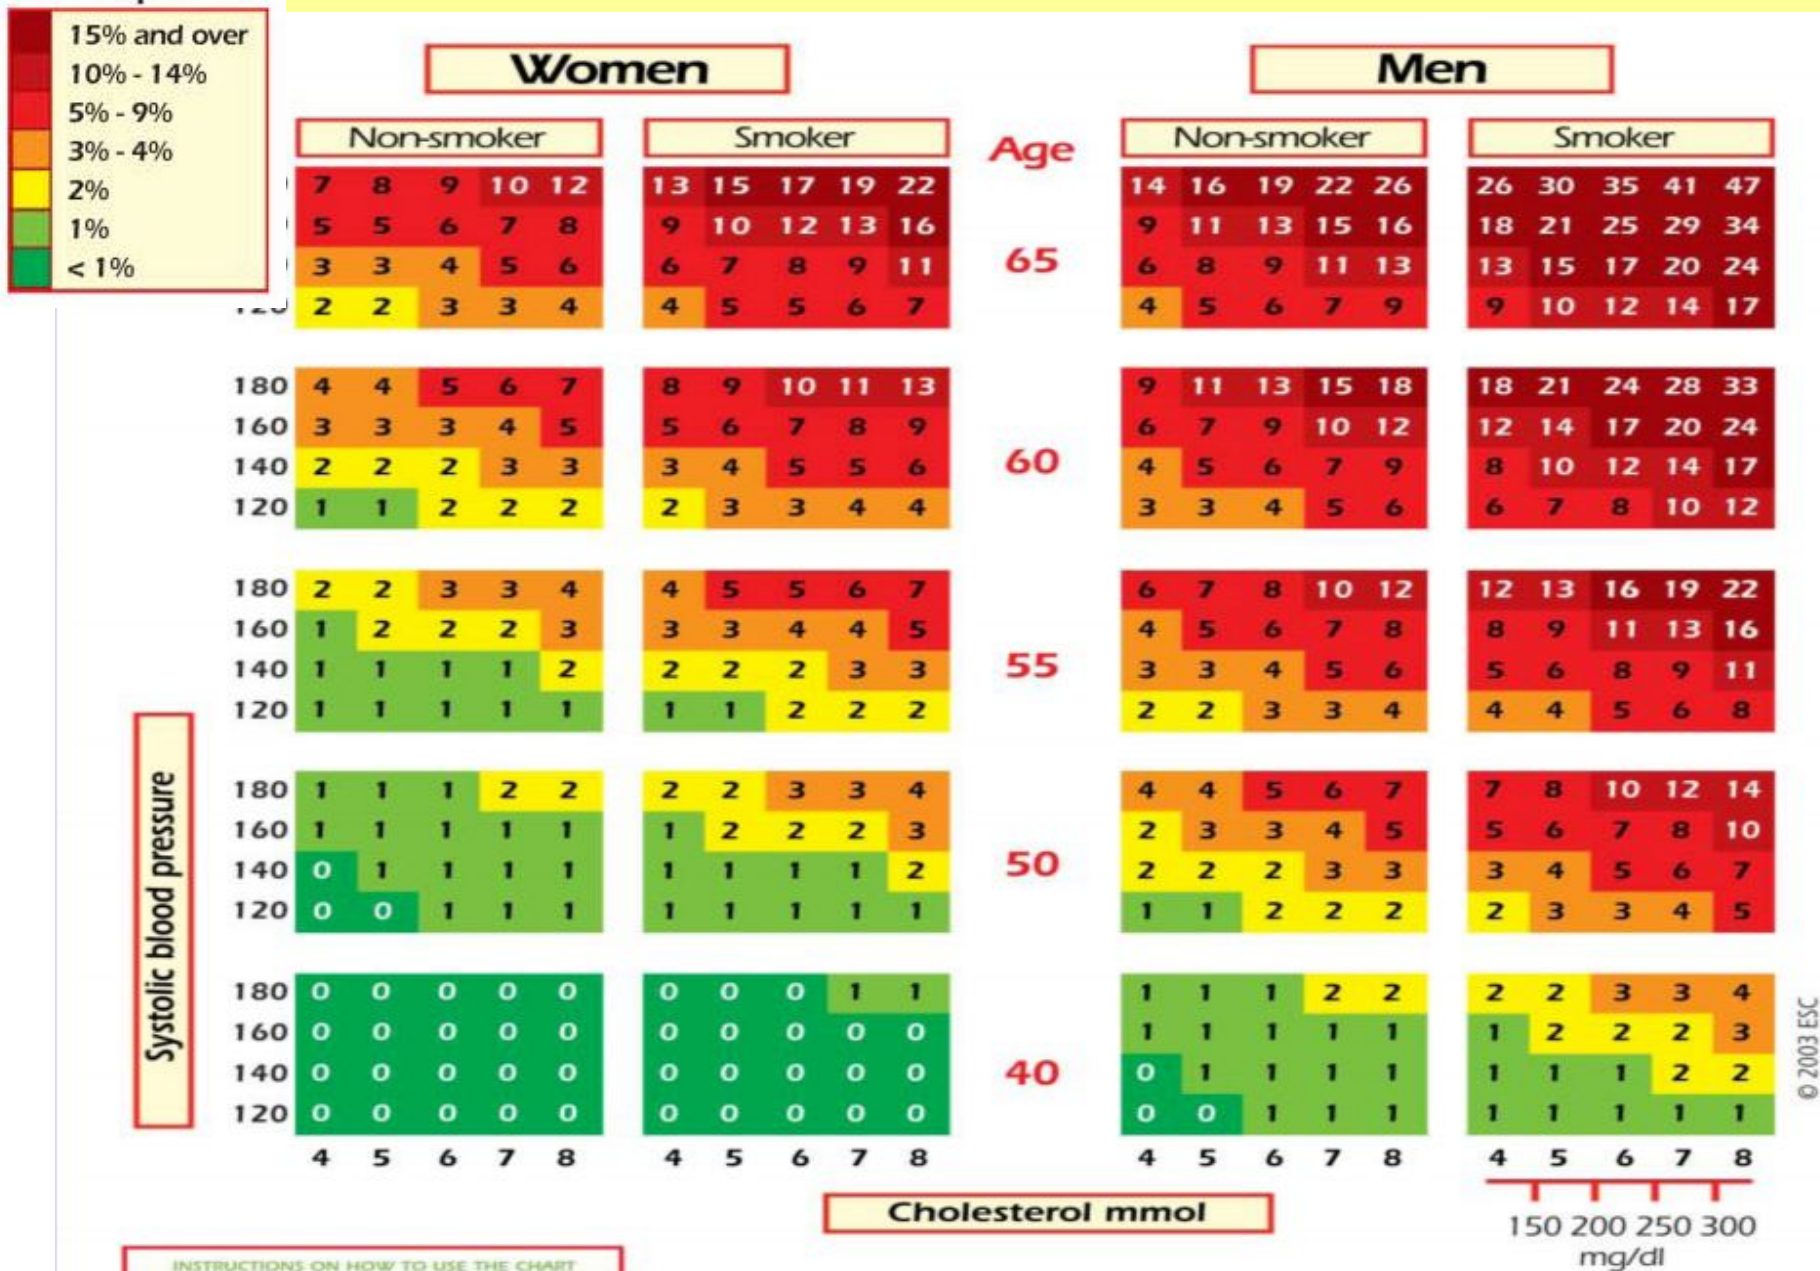 15% and over
10% - 14%
5% - 9%
3% - 4%
2%
1%
< 1%
Women Men
Non-smoker Smoker Age Non-smoker Smoker
7 8 9 10 12 13 15 17 19 22 14 16 19 22 26 26 30 35 41 47
5 5 6 7 8 9 10 12 13 16 9 11 13 15 16 18 21 25 29 34
3 3 4 5 6 6 7 8 9 11 65 6 8 9 11 13 13 15 17 20 24
2 2 3 3 4 4 5 5 6 7 4 5 6 7 9 9 10 12 14 17
180 4 4 5 6 7 8 9 10 11 13 9 11 13 15 18 18 21 24 28 33
160 3 3 3 4 5 5 6 7 8 9 6 7 9 10 12 12 14 17 20 24
140 2 2 2 3 3 3 4 5 5 6 60 4 5 6 7 9 8 10 12 14 17
120 1 1 2 2 2 2 3 3 4 4 3 3 4 5 6 6 7 8 10 12
180 2 2 3 3 4 4 5 5 6 7 6 7 8 10 12 12 13 16 19 22
160 1 2 2 2 3 3 3 4 4 5 4 5 6 7 8 8 9 11 13 16
140 1 1 1 1 2 2 2 2 3 3 55 3 3 4 5 6 5 6 8 9 11
120 1 1 1 1 1 1 1 2 2 2 2 2 3 3 4 4 4 5 6 8
180 1 1 1 2 2 2 2 3 3 4 4 4 5 6 7 7 8 10 12 14
160 1 1 1 1 1 1 2 2 2 3 2 3 3 4 5 5 6 7 8 10
140 0 1 1 1 1 1 1 1 1 2 50 2 2 2 3 3 3 4 5 6 7
120 0 0 1 1 1 1 1 1 1 1 1 1 2 2 2 2 3 3 4 5
180 0 0 0 0 0 0 0 0 1 1 1 1 1 2 2 2 2 3 3 4
160 0 0 0 0 0 0 0 0 0 0 1 1 1 1 1 1 2 2 2 3
140 0 0 0 0 0 0 0 0 0 0 40 0 1 1 1 1 1 1 1 2 2
120 0 0 0 0 0 0 0 0 0 0 0 0 1 1 1 1 1 1 1 1
4 5 6 7 8 4 5 6 7 8 4 5 6 7 8 4 5 6 7 8
Systolic blood pressure
Cholesterol mmol
150 200 250 300
mg/dl
© 2003 ESC
INSTRUCTIONS ON HOW TO USE THE CHART